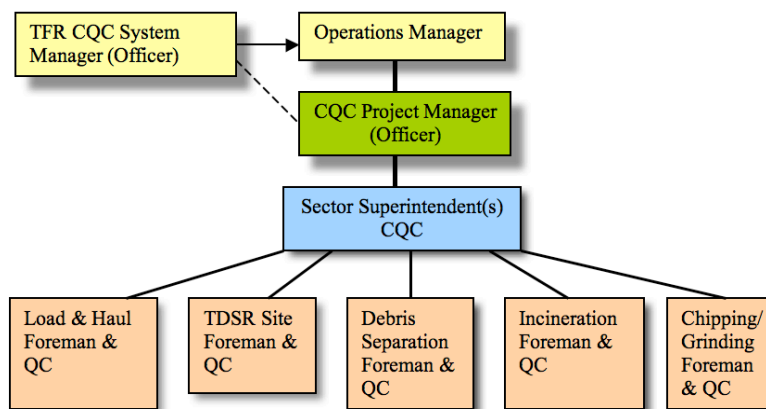 TFR CQC System
Manager (Officer)
Operations Manager
CQC Project Manager
(Officer)
Sector Superintendent(s)
CQC
Load & Haul
Foreman &
QC
TDSR Site
Foreman &
QC
Debris
Separation
Foreman &
QC
Incineration
Foreman &
QC
Chipping/
Grinding
Foreman
& QC